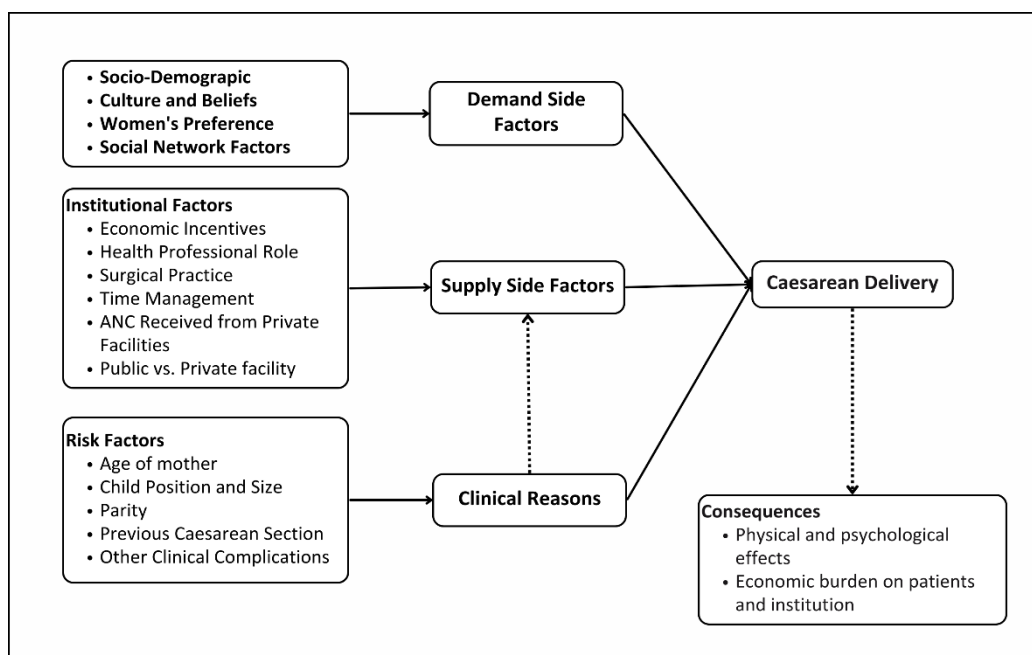 • Socio-Demograpic
• Culture and Beliefs
• Women's Preference
• Social Network Factors
Demand Side
Factors
Institutional Factors
• Economic Incentives
• Health Professional Role
• Surgical Practice
• Time Management
• ANC Received from Private
Facilities
• Public vs. Private facility
Supply Side Factors
Caesarean Delivery
Risk Factors
• Age of mother
• Child Position and Size
• Parity
• Previous Caesarean Section
• Other Clinical Complications
Clinical Reasons
Consequences
• Physical and psychological
effects
• Economic burden on patients
and institution